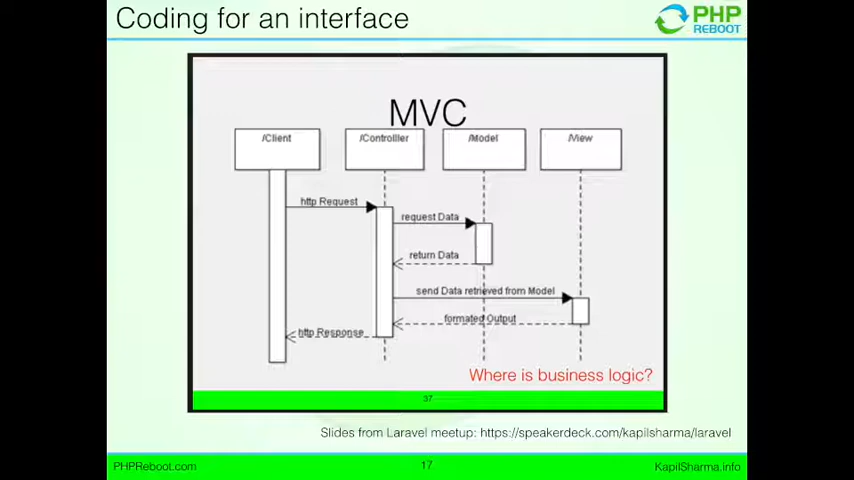 Coding for an interface
PHP
REBOOT
MVC
/Client
/Controlller
/Model
/View
http Request
request Data
return Data
send Data retrieved from Model
formated Output
http Response
Where is business logic?
37
Slides from Laravel meetup: https://speakerdeck.com/kapilsharma/laravel
PHPReboot.com
17
KapilSharma.info